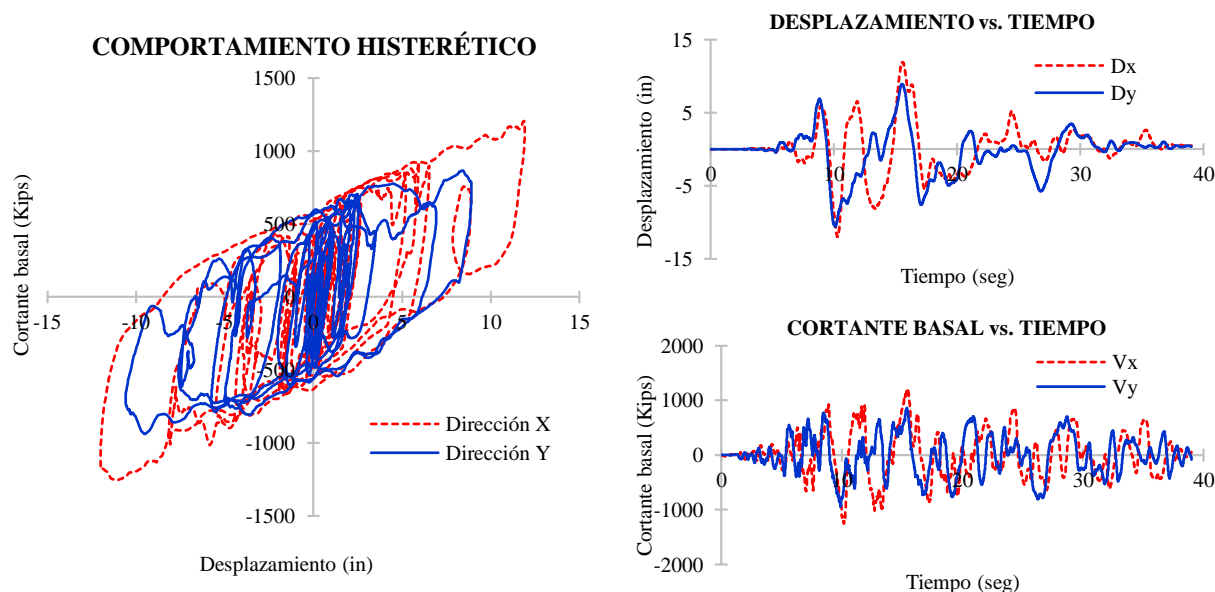 COMPORTAMIENTO HISTERÉTICO
1500
1000
500
0
-500
-1000
-1500
-15
-10
-5
0
5
10
15
Cortante basal (Kips)
Desplazamiento (in)
Dirección X
Dirección Y
DESPLAZAMIENTO vs. TIEMPO
15
5
-5
-15
0
10
20
30
40
Desplazamiento (in)
Tiempo (seg)
Dx
Dy
CORTANTE BASAL vs. TIEMPO
2000
1000
0
-1000
-2000
0
10
20
30
40
Cortante basal (Kips)
Tiempo (seg)
Vx
Vy